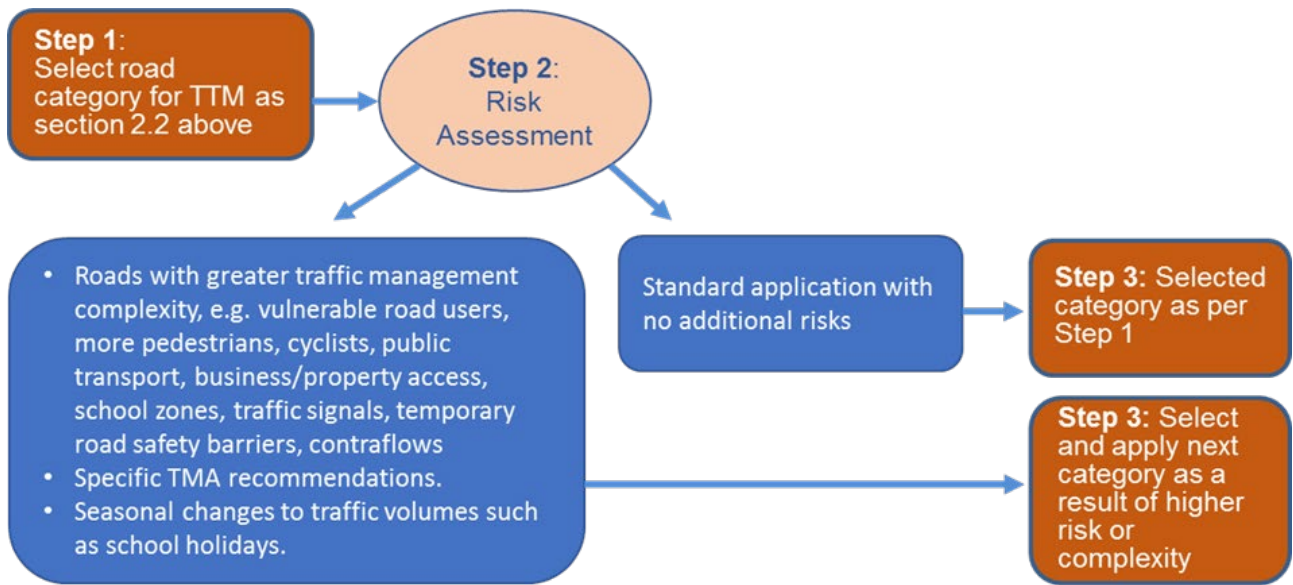 Step 1:
Select road
category for TTM as
section 2.2 above
Step 2:
Risk
Assessment
• Roads with greater traffic management
complexity, e.g. vulnerable road users,
more pedestrians, cyclists, public
transport, business/property access,
school zones, traffic signals, temporary
road safety barriers, contraflows
• Specific TMA recommendations.
• Seasonal changes to traffic volumes such
as school holidays.
Standard application with
no additional risks
Step 3: Selected
category as per
Step 1
Step 3: Select
and apply next
category as a
result of higher
risk or
complexity